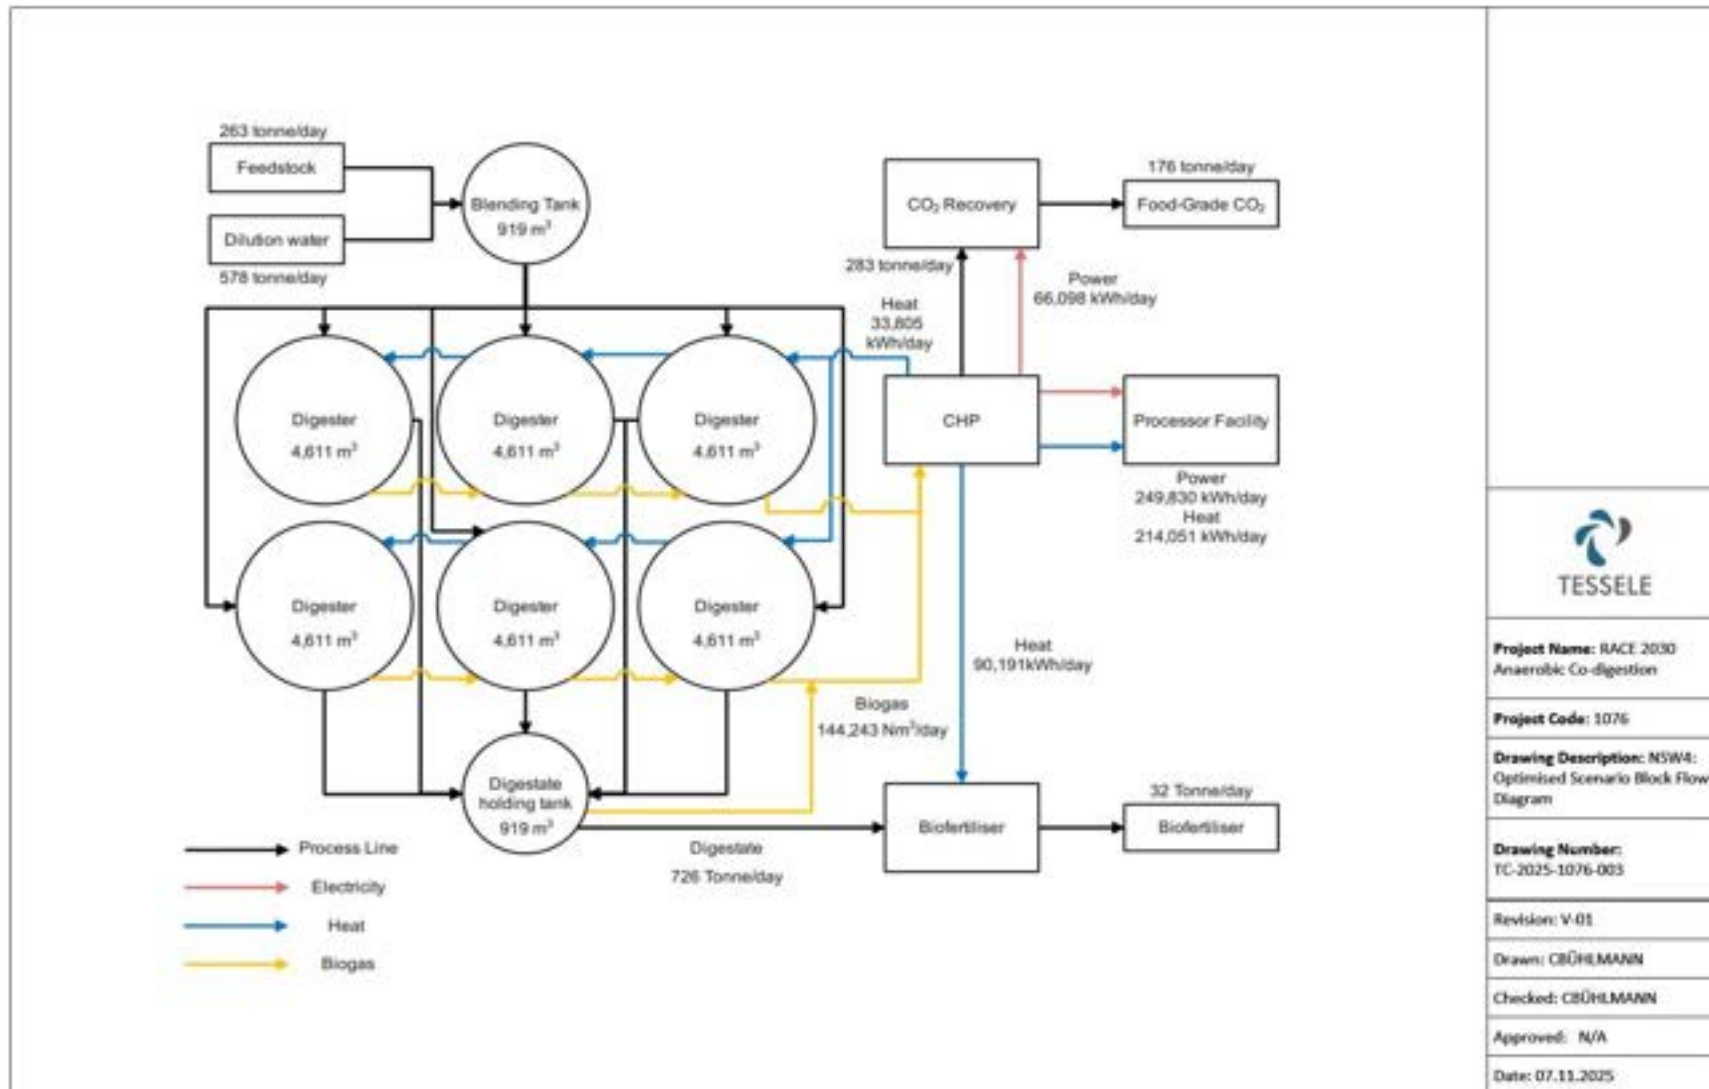 263 tonne/day
Feedstock
Dilution water
578 tonne/day
Blending Tank
919 m³
CO₂ Recovery
176 tonne/day
Food-Grade CO₂
283 tonne/day
Power
66,098 kWh/day
Heat
33,805
kWh/day
Digester
4,611 m³
Digester
4,611 m³
Digester
4,611 m³
CHP
Processor Facility
Power
249,830 kWh/day
Heat
214,051 kWh/day
Digester
4,611 m³
Digester
4,611 m³
Digester
4,611 m³
Heat
90,191kWh/day
Biogas
144,243 Nm³/day
Digestate
holding tank
919 m³
Digestate
726 Tonne/day
Biofertiliser
32 Tonne/day
Biofertiliser
Process Line
Electricity
Heat
Biogas
TESSELE
Project Name: RACE 2030
Anaerobic Co-digestion
Project Code: 1076
Drawing Description: NSW4:
Optimised Scenario Block Flow
Diagram
Drawing Number:
TC-2025-1076-003
Revision: V-01
Drawn: CBÜHLMANN
Checked: CBÜHLMANN
Approved: N/A
Date: 07.11.2025